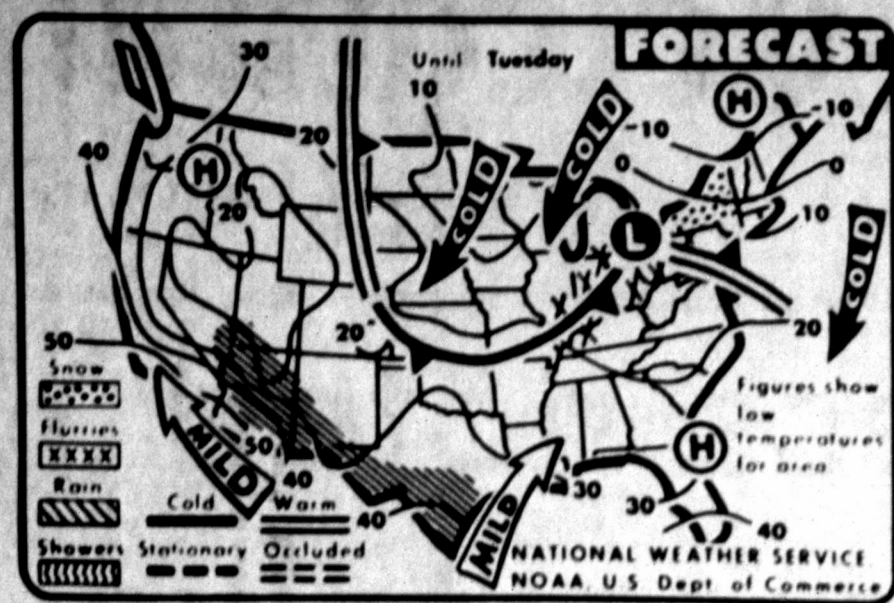 FORECAST
Until Tuesday
30
10
H
-10
-10
COLD
COLD
20
0
0
40
H
20
10
L
COLD
20
20
50
Snow
Flurries
Rain
Showers
Figures show
low
temperatures
for area.
MILD
50
40
H
30
30
40
40
MILD
Cold Warm
Stationary Occluded
NATIONAL WEATHER SERVICE
NOAA, U.S. Dept. of Commerce